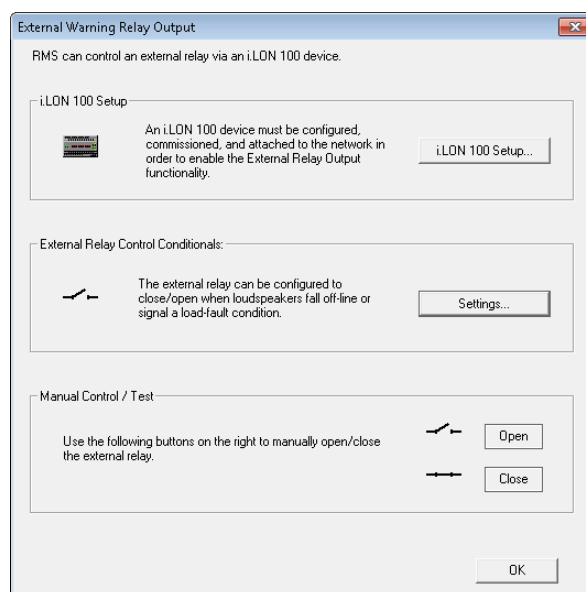 External Warning Relay Output
RMS can control an external relay via an i.LON 100 device.
i.LON 100 Setup
An i.LON 100 device must be configured,
commissioned, and attached to the network in
order to enable the External Relay Output
functionality.
i.LON 100 Setup...
External Relay Control Conditionals:
The external relay can be configured to
close/open when loudspeakers fall off-line or
signal a load-fault condition.
Settings...
Manual Control / Test
Use the following buttons on the right to manually open/close
the external relay.
Open
Close
OK